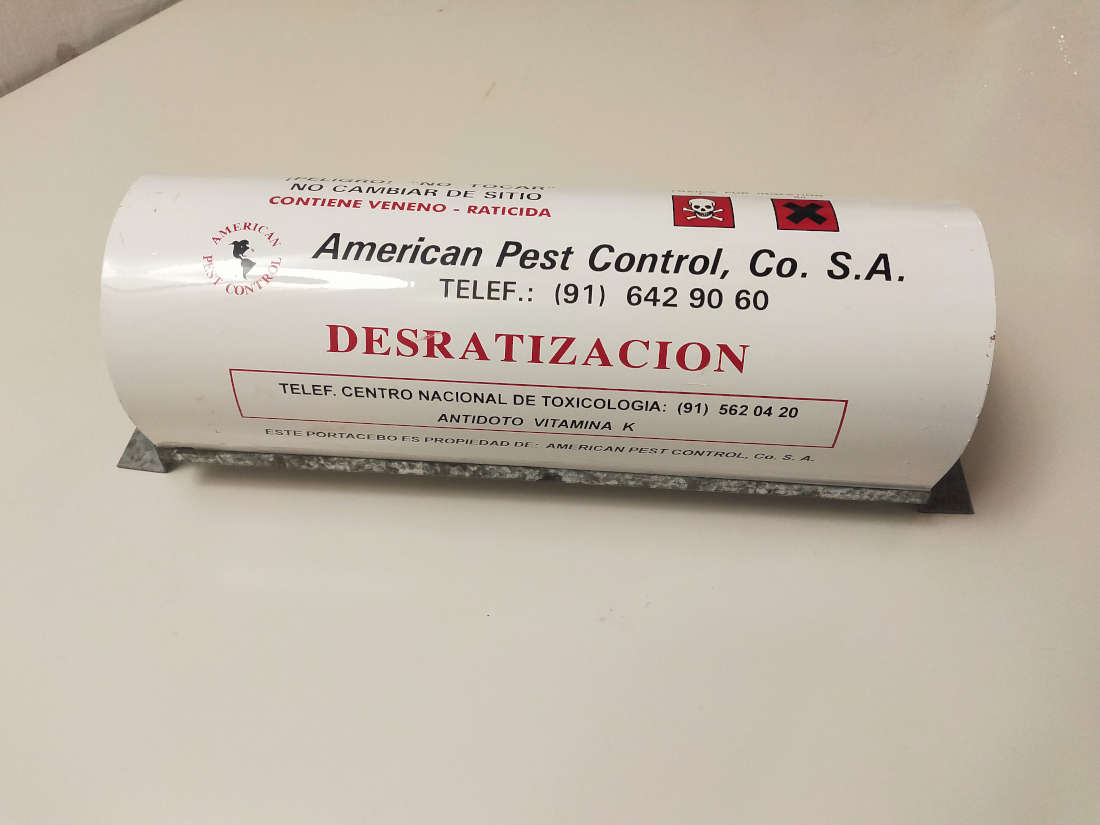 ¡PELIGRO! "NO TOCAR"
NO CAMBIAR DE SITIO
CONTIENE VENENO - RATICIDA
AMERICAN
PEST CONTROL
American Pest Control, Co. S.A.
TELEF.: (91) 642 90 60
DESRATIZACION
TELEF. CENTRO NACIONAL DE TOXICOLOGIA: (91) 562 04 20
ANTIDOTO VITAMINA K
ESTE PORTACEBO ES PROPIEDAD DE: AMERICAN PEST CONTROL, Co. S. A.